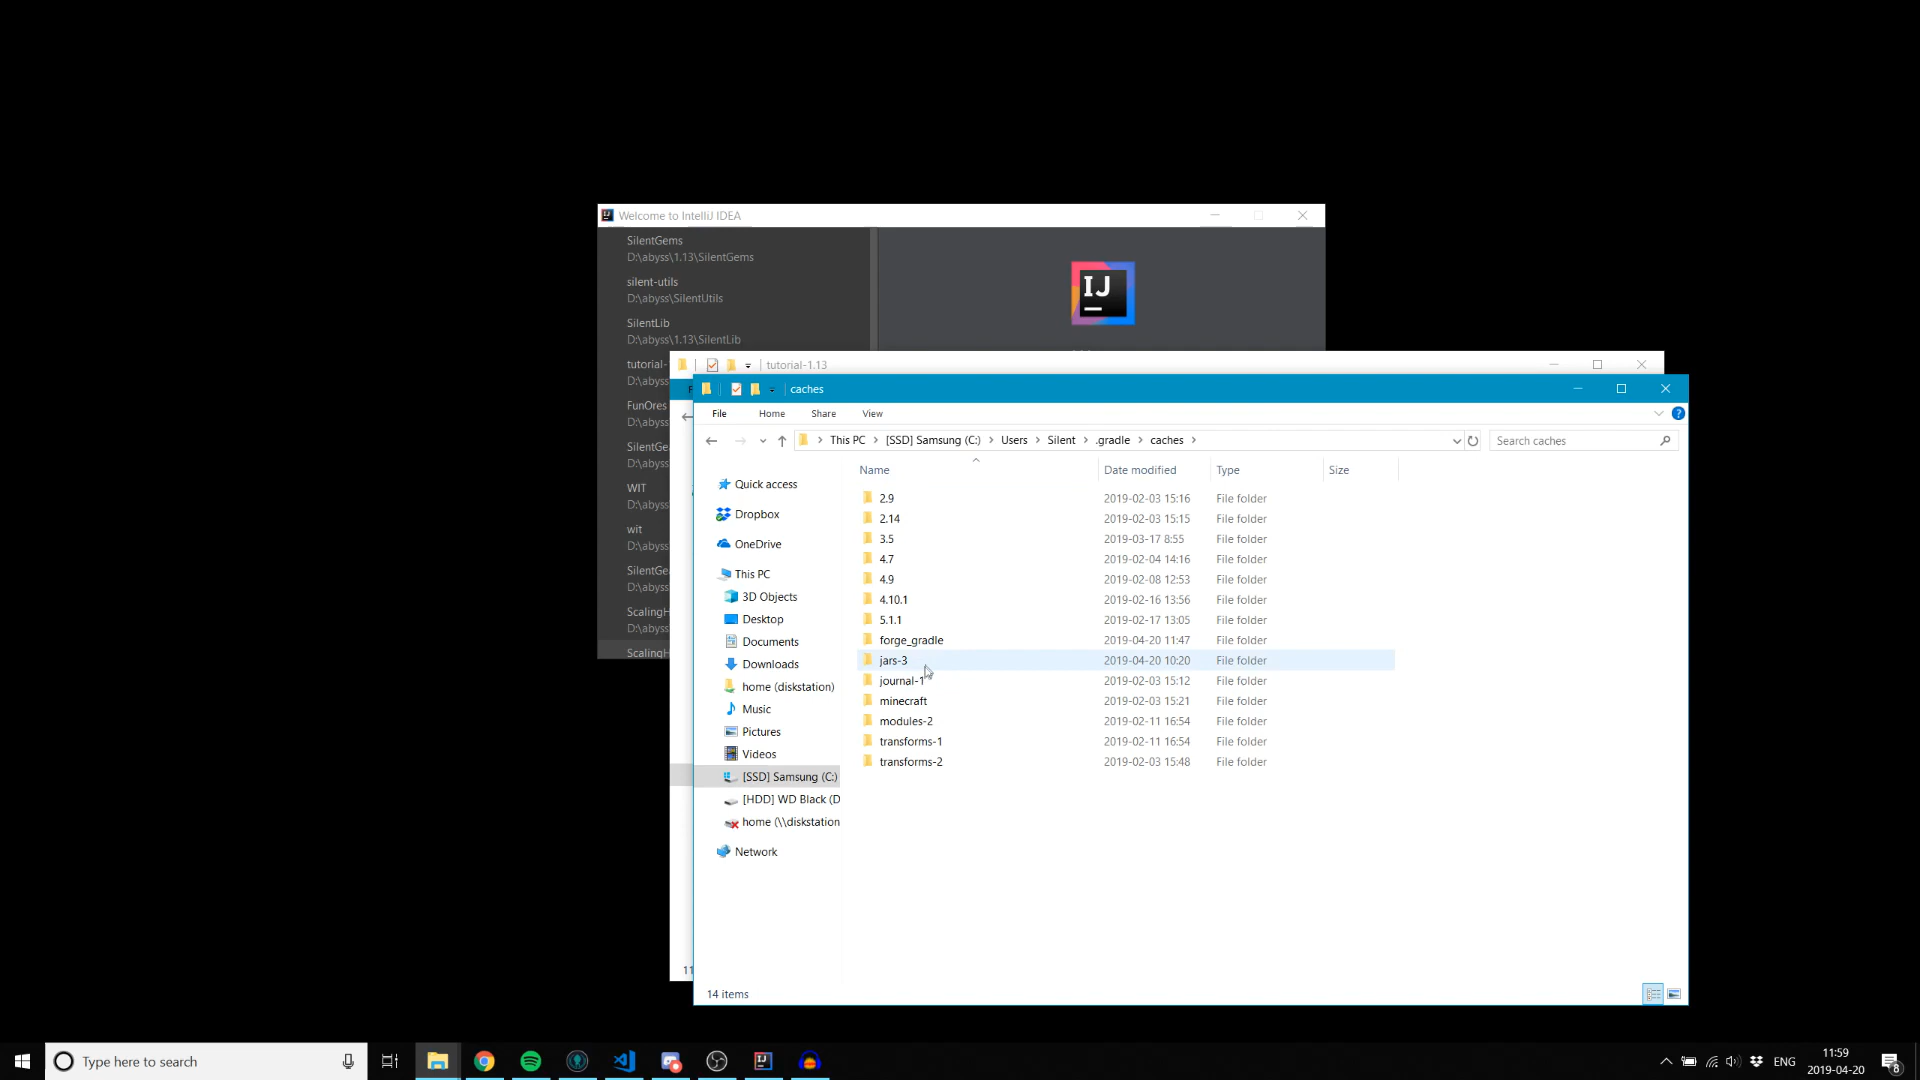 Welcome to IntelliJ IDEA
SilentGems
D:\abyss\1.13\SilentGems
silent-utils
D:\abyss\SilentUtils
SilentLib
D:\abyss\1.13\SilentLib
tutorial-
D:\abyss
FunOres
D:\abyss
SilentGe
D:\abyss
WIT
D:\abyss
wit
D:\abyss
SilentGe
D:\abyss
ScalingH
D:\abyss
ScalingH
IJ
tutorial-1.13
11
caches
File Home Share View
This PC [SSD] Samsung (C:) Users Silent .gradle caches
Search caches
Quick access
Dropbox
OneDrive
This PC
3D Objects
Desktop
Documents
Downloads
home (diskstation)
Music
Pictures
Videos
[SSD] Samsung (C:)
[HDD] WD Black (D
home (\\diskstation
Network
Name Date modified Type Size
2.9 2019-02-03 15:16 File folder
2.14 2019-02-03 15:15 File folder
3.5 2019-03-17 8:55 File folder
4.7 2019-02-04 14:16 File folder
4.9 2019-02-08 12:53 File folder
4.10.1 2019-02-16 13:56 File folder
5.1.1 2019-02-17 13:05 File folder
forge_gradle 2019-04-20 11:47 File folder
jars-3 2019-04-20 10:20 File folder
journal-1 2019-02-03 15:12 File folder
minecraft 2019-02-03 15:21 File folder
modules-2 2019-02-11 16:54 File folder
transforms-1 2019-02-11 16:54 File folder
transforms-2 2019-02-03 15:48 File folder
14 items
Type here to search
ENG
11:59
2019-04-20
8